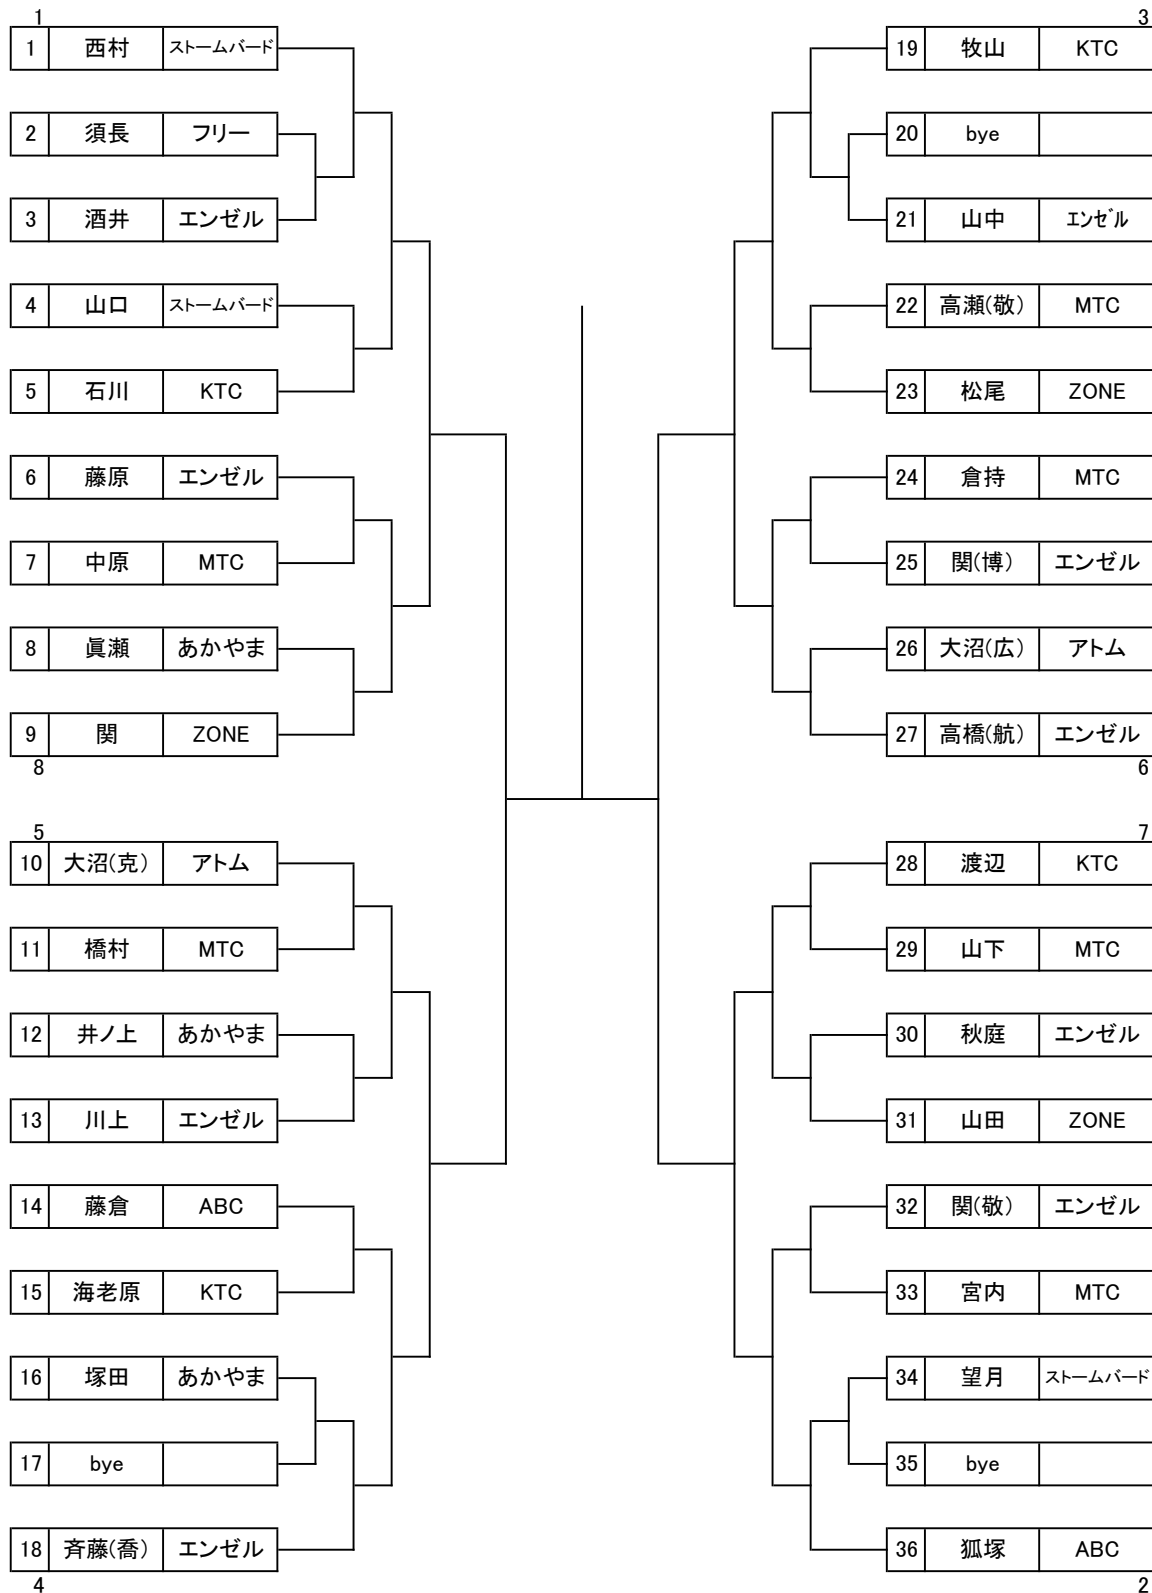 1
1 西村 ストームバード
2 須長 フリー
3 酒井 エンゼル
4 山口 ストームバード
5 石川 KTC
6 藤原 エンゼル
7 中原 MTC
8 眞瀬 あかやま
9 関 ZONE
8
5
10 大沼(克) アトム
11 橋村 MTC
12 井ノ上 あかやま
13 川上 エンゼル
14 藤倉 ABC
15 海老原 KTC
16 塚田 あかやま
17 bye
18 斉藤(喬) エンゼル
4
3
19 牧山 KTC
20 bye
21 山中 エンゼル
22 高瀬(敬) MTC
23 松尾 ZONE
24 倉持 MTC
25 関(博) エンゼル
26 大沼(広) アトム
27 高橋(航) エンゼル
6
7
28 渡辺 KTC
29 山下 MTC
30 秋庭 エンゼル
31 山田 ZONE
32 関(敬) エンゼル
33 宮内 MTC
34 望月 ストームバード
35 bye
36 狐塚 ABC
2